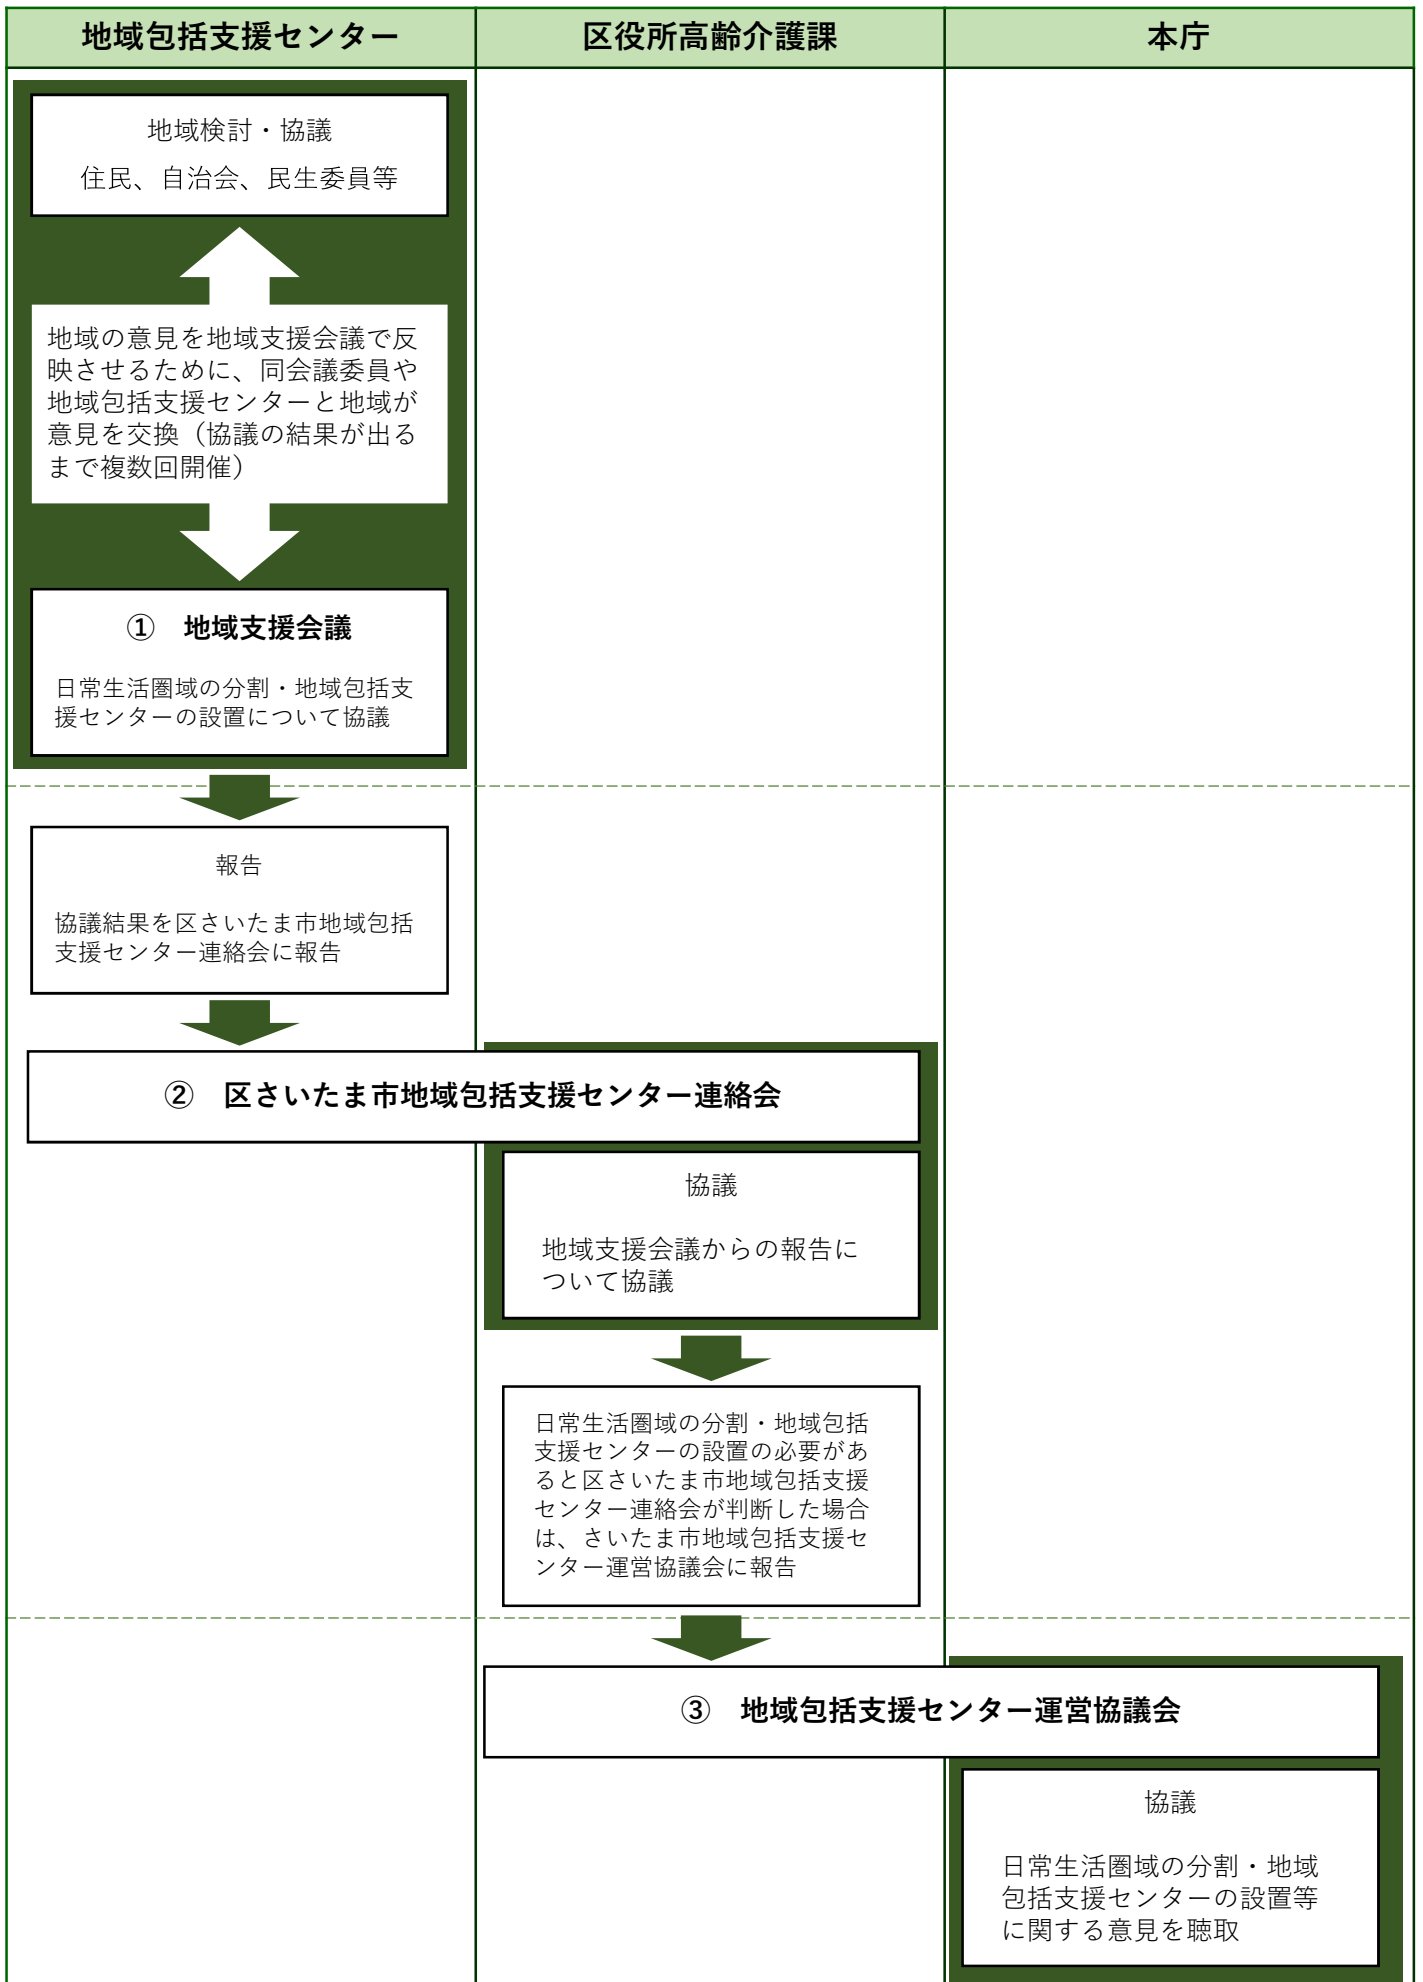 地域包括支援センター
区役所高齢介護課
本庁
地域検討・協議
住民、自治会、民生委員等
地域の意見を地域支援会議で反
映させるために、同会議委員や
地域包括支援センターと地域が
意見を交換（協議の結果が出る
まで複数回開催）
①　地域支援会議
日常生活圏域の分割・地域包括支
援センターの設置について協議
報告
協議結果を区さいたま市地域包括
支援センター連絡会に報告
②　区さいたま市地域包括支援センター連絡会
協議
地域支援会議からの報告に
ついて協議
日常生活圏域の分割・地域包括
支援センターの設置の必要があ
ると区さいたま市地域包括支援
センター連絡会が判断した場合
は、さいたま市地域包括支援セ
ンター運営協議会に報告
③　地域包括支援センター運営協議会
協議
日常生活圏域の分割・地域
包括支援センターの設置等
に関する意見を聴取